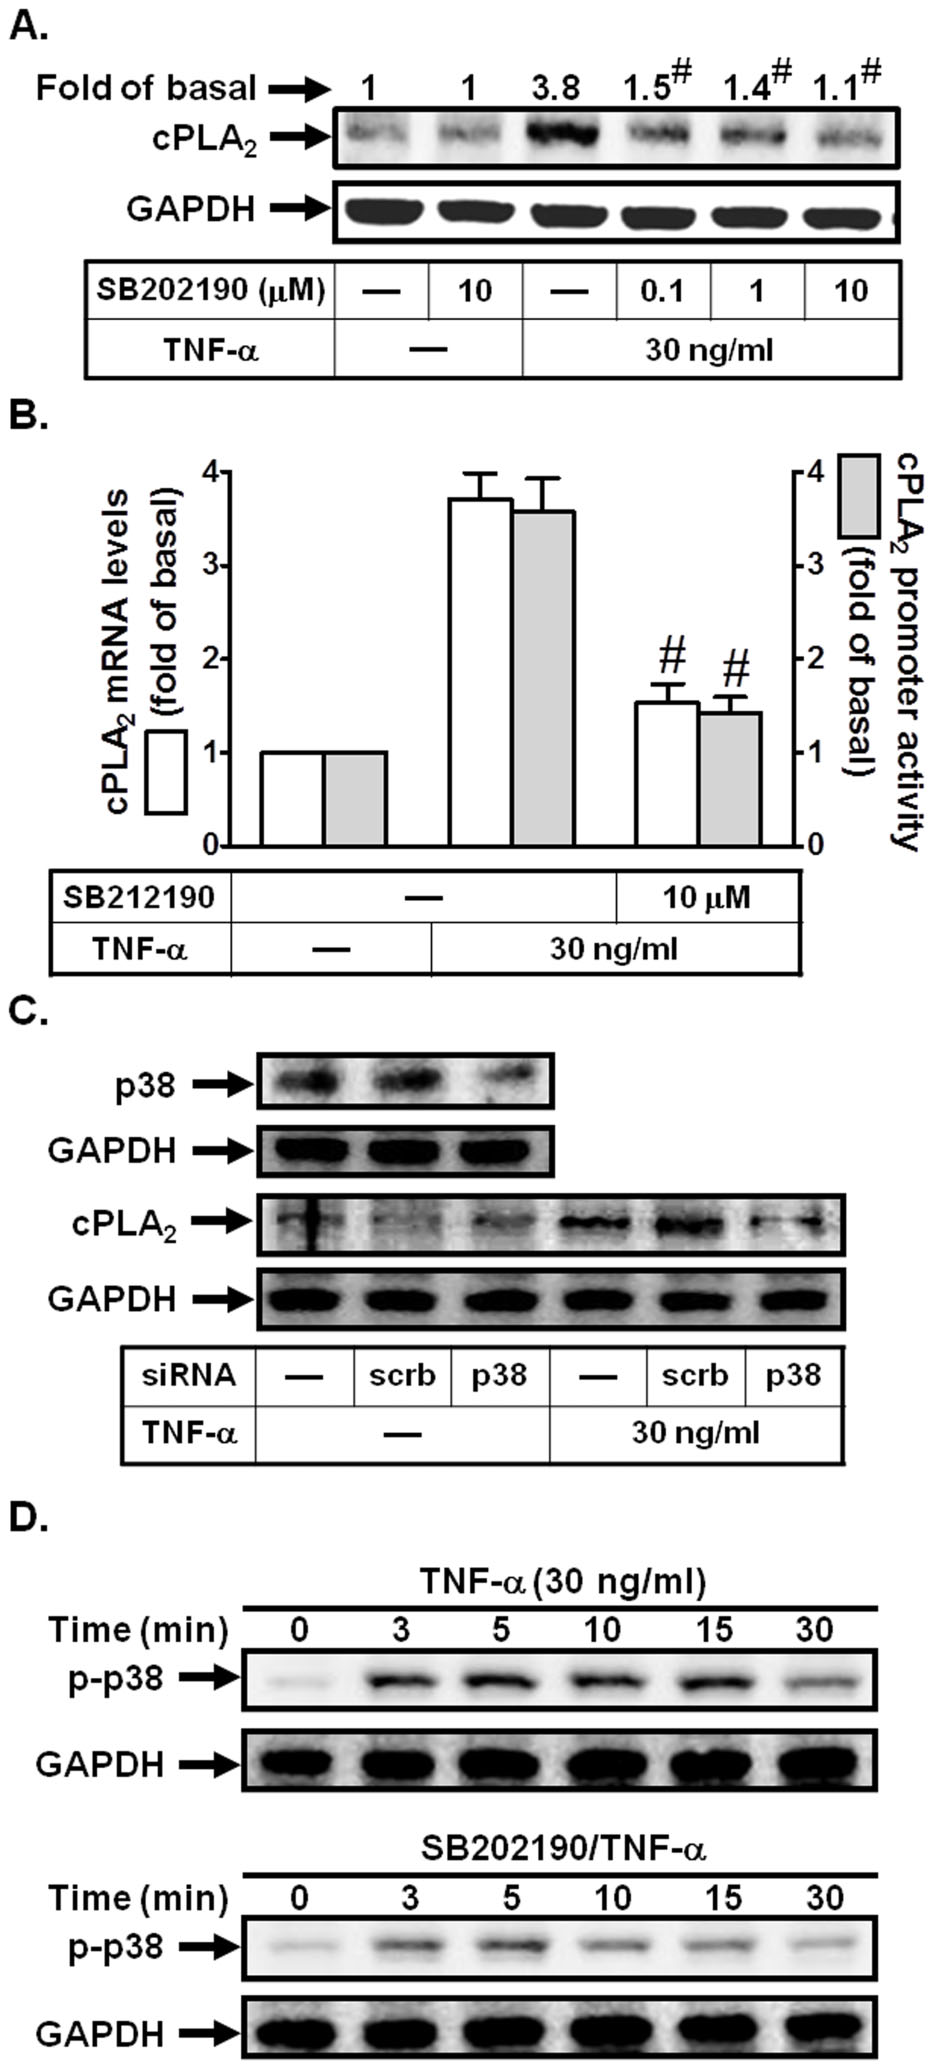 A.
Fold of basal 1 1 3.8 1.5# 1.4# 1.1#
cPLA2
GAPDH
SB202190 (μM) — 10 — 0.1 1 10
TNF-α — 30 ng/ml
B.
cPLA2 mRNA levels
(fold of basal)
4 4
3 3
2 2
1 1
0 0
# #
cPLA2 promoter activity
(fold of basal)
SB212190 — 10 μM
TNF-α — 30 ng/ml
C.
p38
GAPDH
cPLA2
GAPDH
siRNA — scrb p38 — scrb p38
TNF-α — 30 ng/ml
D.
TNF-α (30 ng/ml)
Time (min) 0 3 5 10 15 30
p-p38
GAPDH
SB202190/TNF-α
Time (min) 0 3 5 10 15 30
p-p38
GAPDH